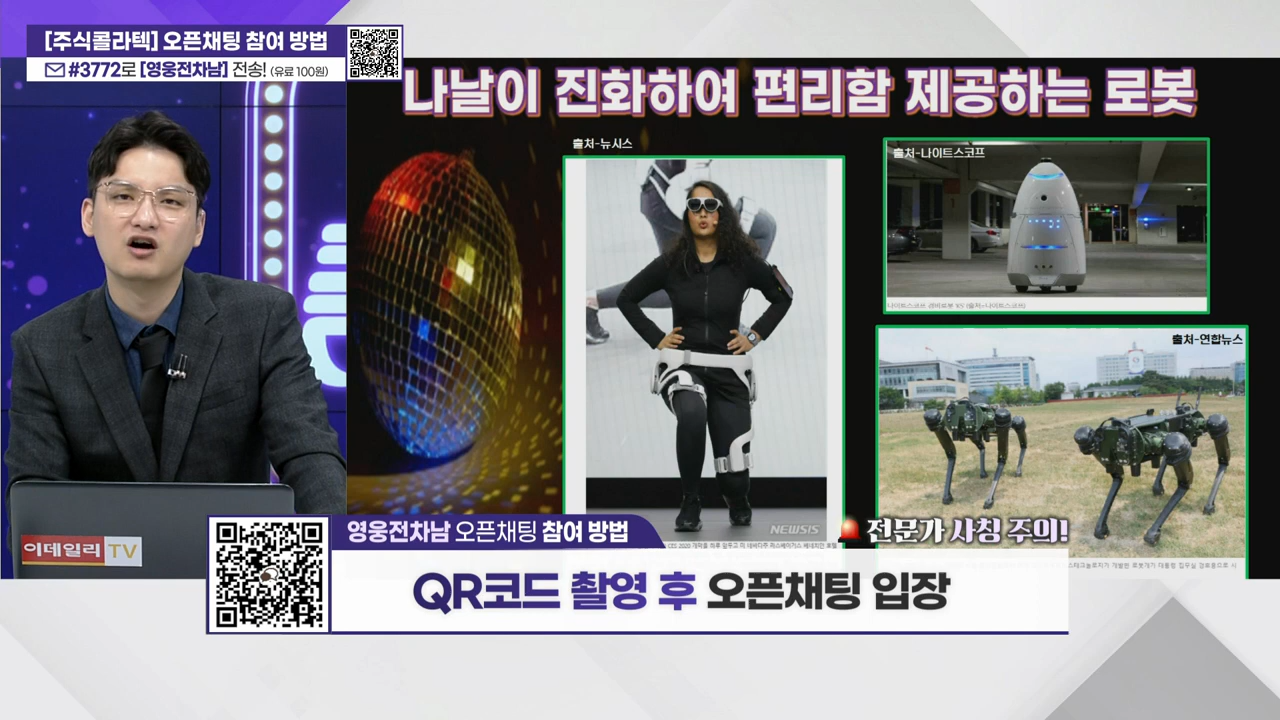 [주식콜라텍] 오픈채팅 참여 방법
#3772로 [영웅전차남] 전송! (유료 100원)
나날이 진화하여 편리함 제공하는 로봇
출처-뉴시스
출처-나이트스코프
출처-연합뉴스
NEWSIS
이데일리 TV
영웅전차남 오픈채팅 참여 방법
전문가 사칭 주의!
QR코드 촬영 후 오픈채팅 입장